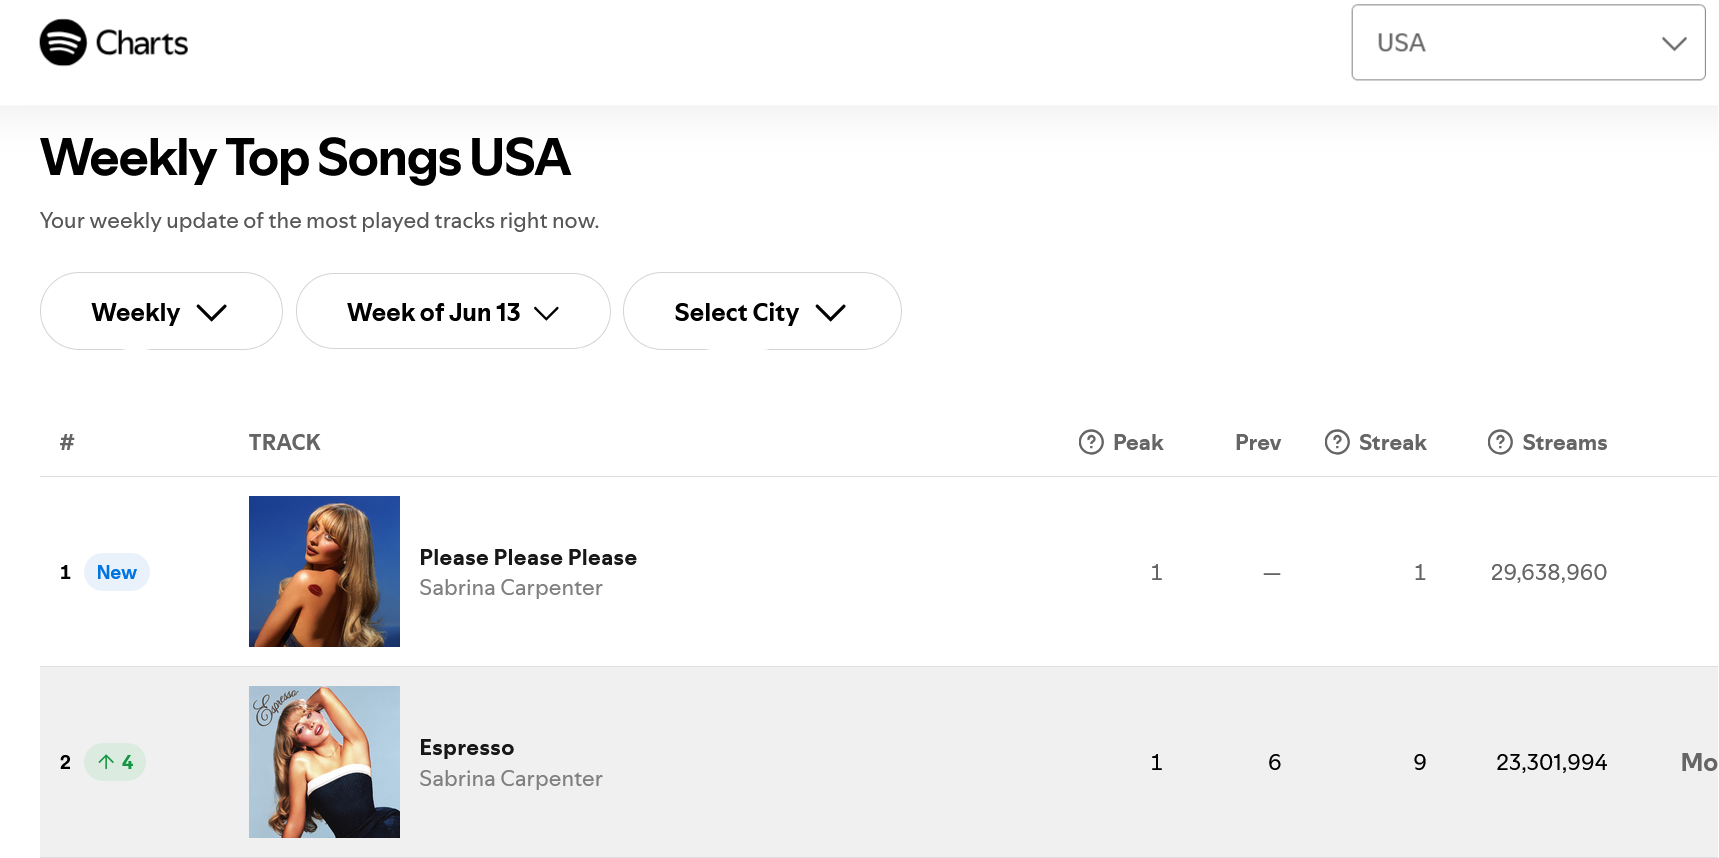 Charts
USA
Weekly Top Songs USA
Your weekly update of the most played tracks right now.
Weekly Week of Jun 13 Select City
# TRACK Peak Prev Streak Streams
1 New Please Please Please 1 — 1 29,638,960
Sabrina Carpenter
Espresso
2 ↑ 4 Espresso 1 6 9 23,301,994 Mo
Sabrina Carpenter